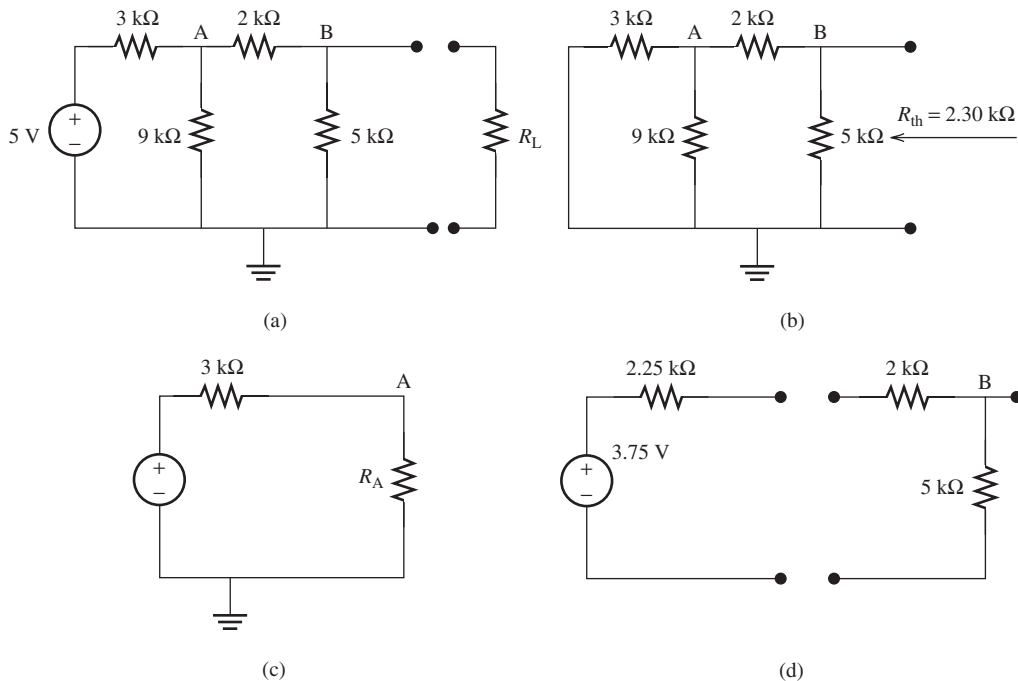 3 kΩ 2 kΩ
A B
5 V + − 9 kΩ 5 kΩ R_L
(a)
3 kΩ 2 kΩ
A B
R_th = 2.30 kΩ
9 kΩ 5 kΩ
(b)
3 kΩ
A
+ − R_A
(c)
2.25 kΩ 2 kΩ
B
3.75 V
+ − 5 kΩ
(d)